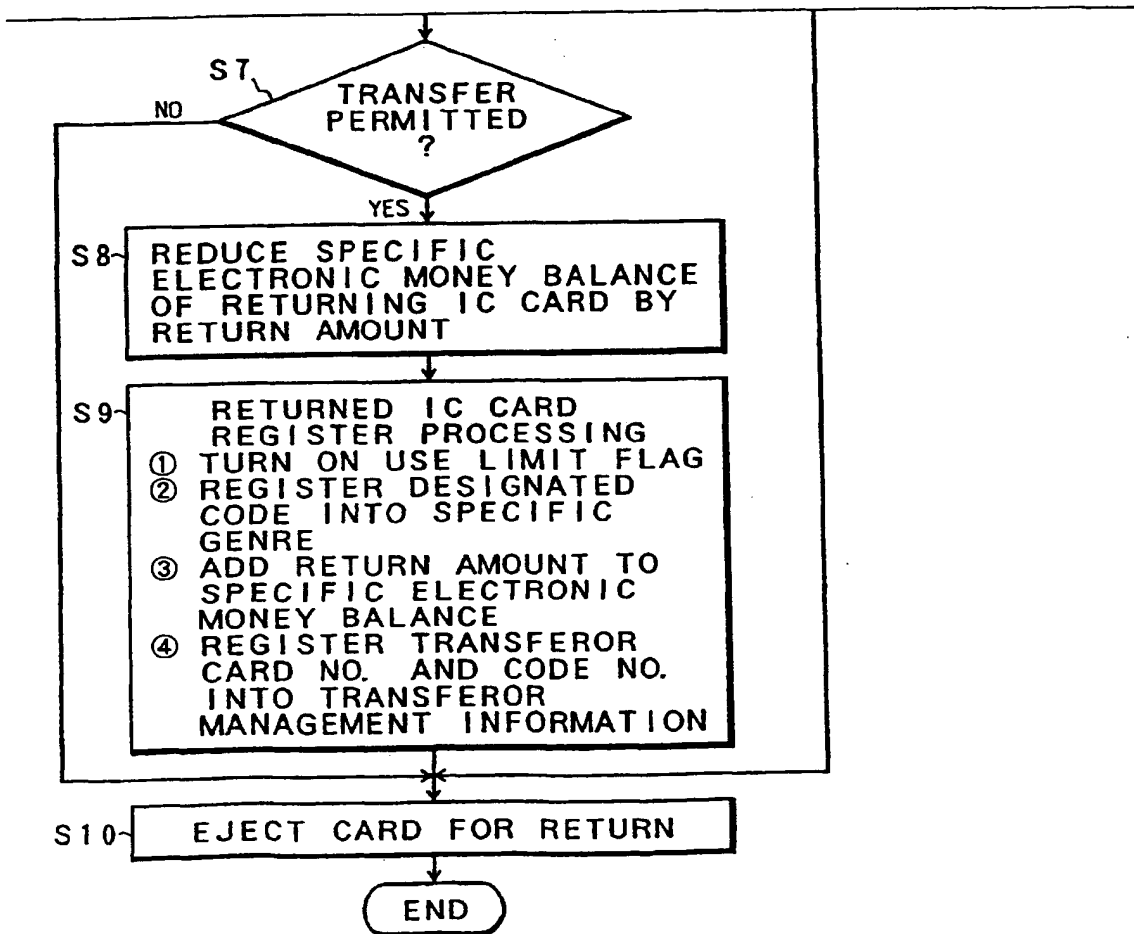 S7
TRANSFER
PERMITTED
?
NO
YES
S8
REDUCE SPECIFIC
ELECTRONIC MONEY BALANCE
OF RETURNING IC CARD BY
RETURN AMOUNT
S9
RETURNED IC CARD
REGISTER PROCESSING
① TURN ON USE LIMIT FLAG
② REGISTER DESIGNATED
CODE INTO SPECIFIC
GENRE
③ ADD RETURN AMOUNT TO
SPECIFIC ELECTRONIC
MONEY BALANCE
④ REGISTER TRANSFEROR
CARD NO. AND CODE NO.
INTO TRANSFEROR
MANAGEMENT INFORMATION
S10
EJECT CARD FOR RETURN
END